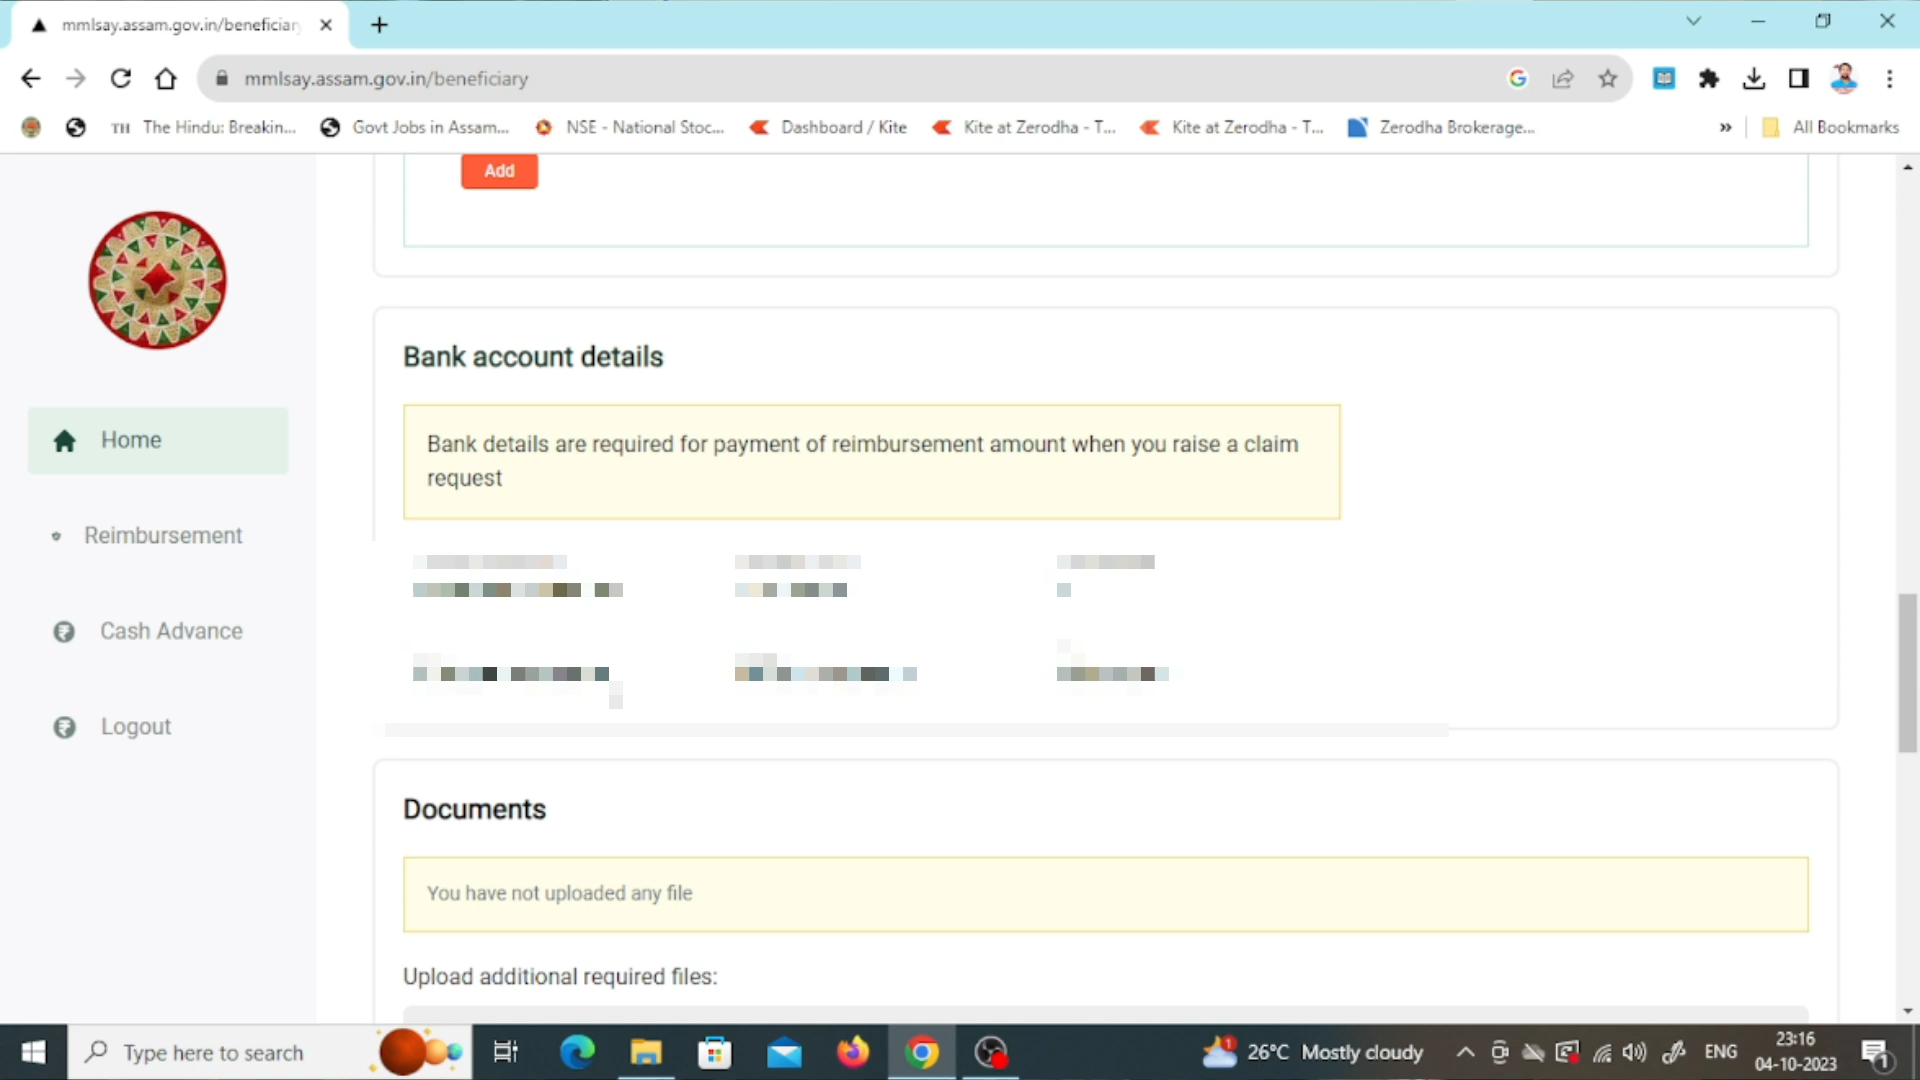 mmlsay.assam.gov.in/beneficiary
mmlsay.assam.gov.in/beneficiary
TH The Hindu: Breakin...
Govt Jobs in Assam...
NSE - National Stoc...
Dashboard / Kite
Kite at Zerodha - T...
Kite at Zerodha - T...
Zerodha Brokerage...
»
All Bookmarks
Add
Home
Reimbursement
Cash Advance
Logout
Bank account details
Bank details are required for payment of reimbursement amount when you raise a claim
request
Documents
You have not uploaded any file
Upload additional required files:
Type here to search
1
26°C Mostly cloudy
ENG
23:16
04-10-2023
1